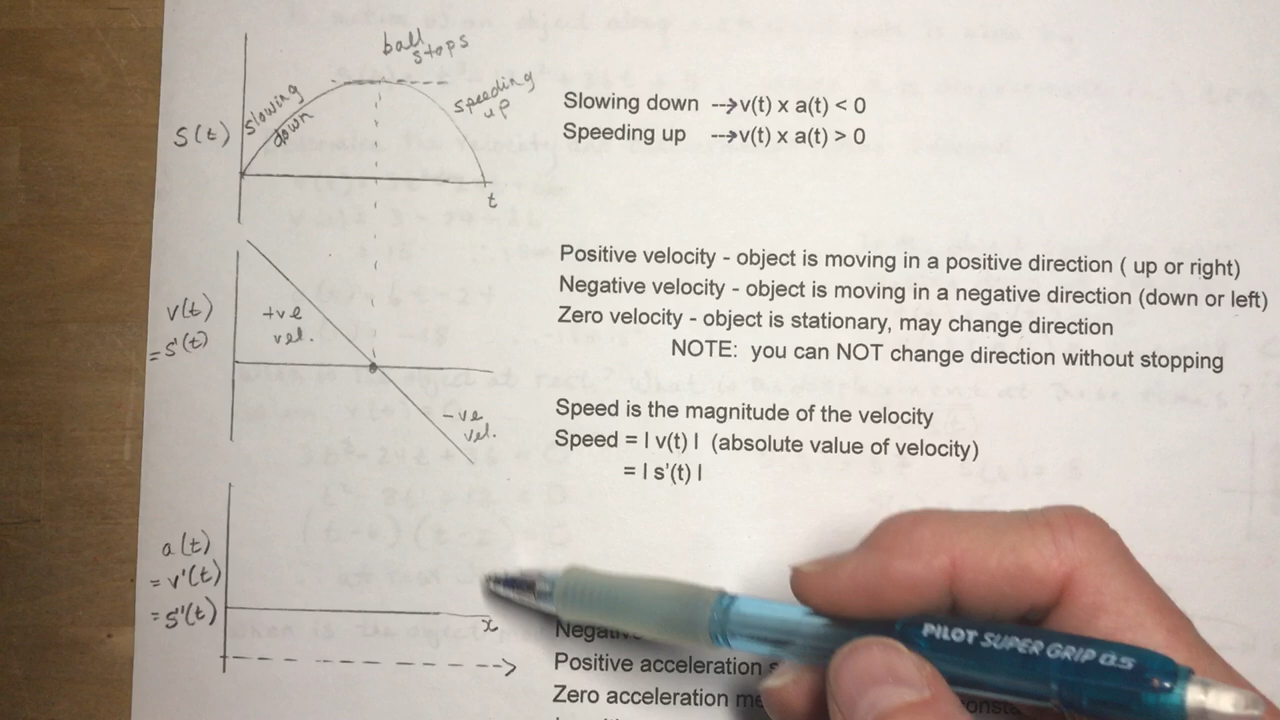 ball
stops
slowing
down
speeding
up
s(t)
t
Slowing down --→v(t) x a(t) < 0
Speeding up --→v(t) x a(t) > 0
v(t)
= s'(t)
+ve
vel.
-ve
vel.
Positive velocity - object is moving in a positive direction ( up or right)
Negative velocity - object is moving in a negative direction (down or left)
Zero velocity - object is stationary, may change direction
NOTE: you can NOT change direction without stopping
Speed is the magnitude of the velocity
Speed = | v(t) | (absolute value of velocity)
= | s'(t) |
a(t)
= v'(t)
= s"(t)
x
PILOT SUPER GRIP 0.5
Positive acceleration
Zero acceleration